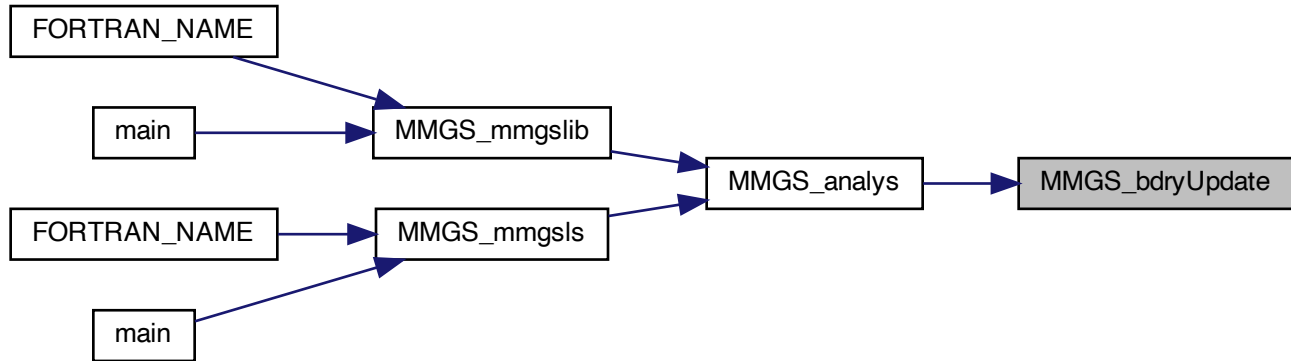 FORTRAN_NAME
main
MMGS_mmgslib
MMGS_analys
MMGS_bdryUpdate
FORTRAN_NAME
MMGS_mmgsls
main